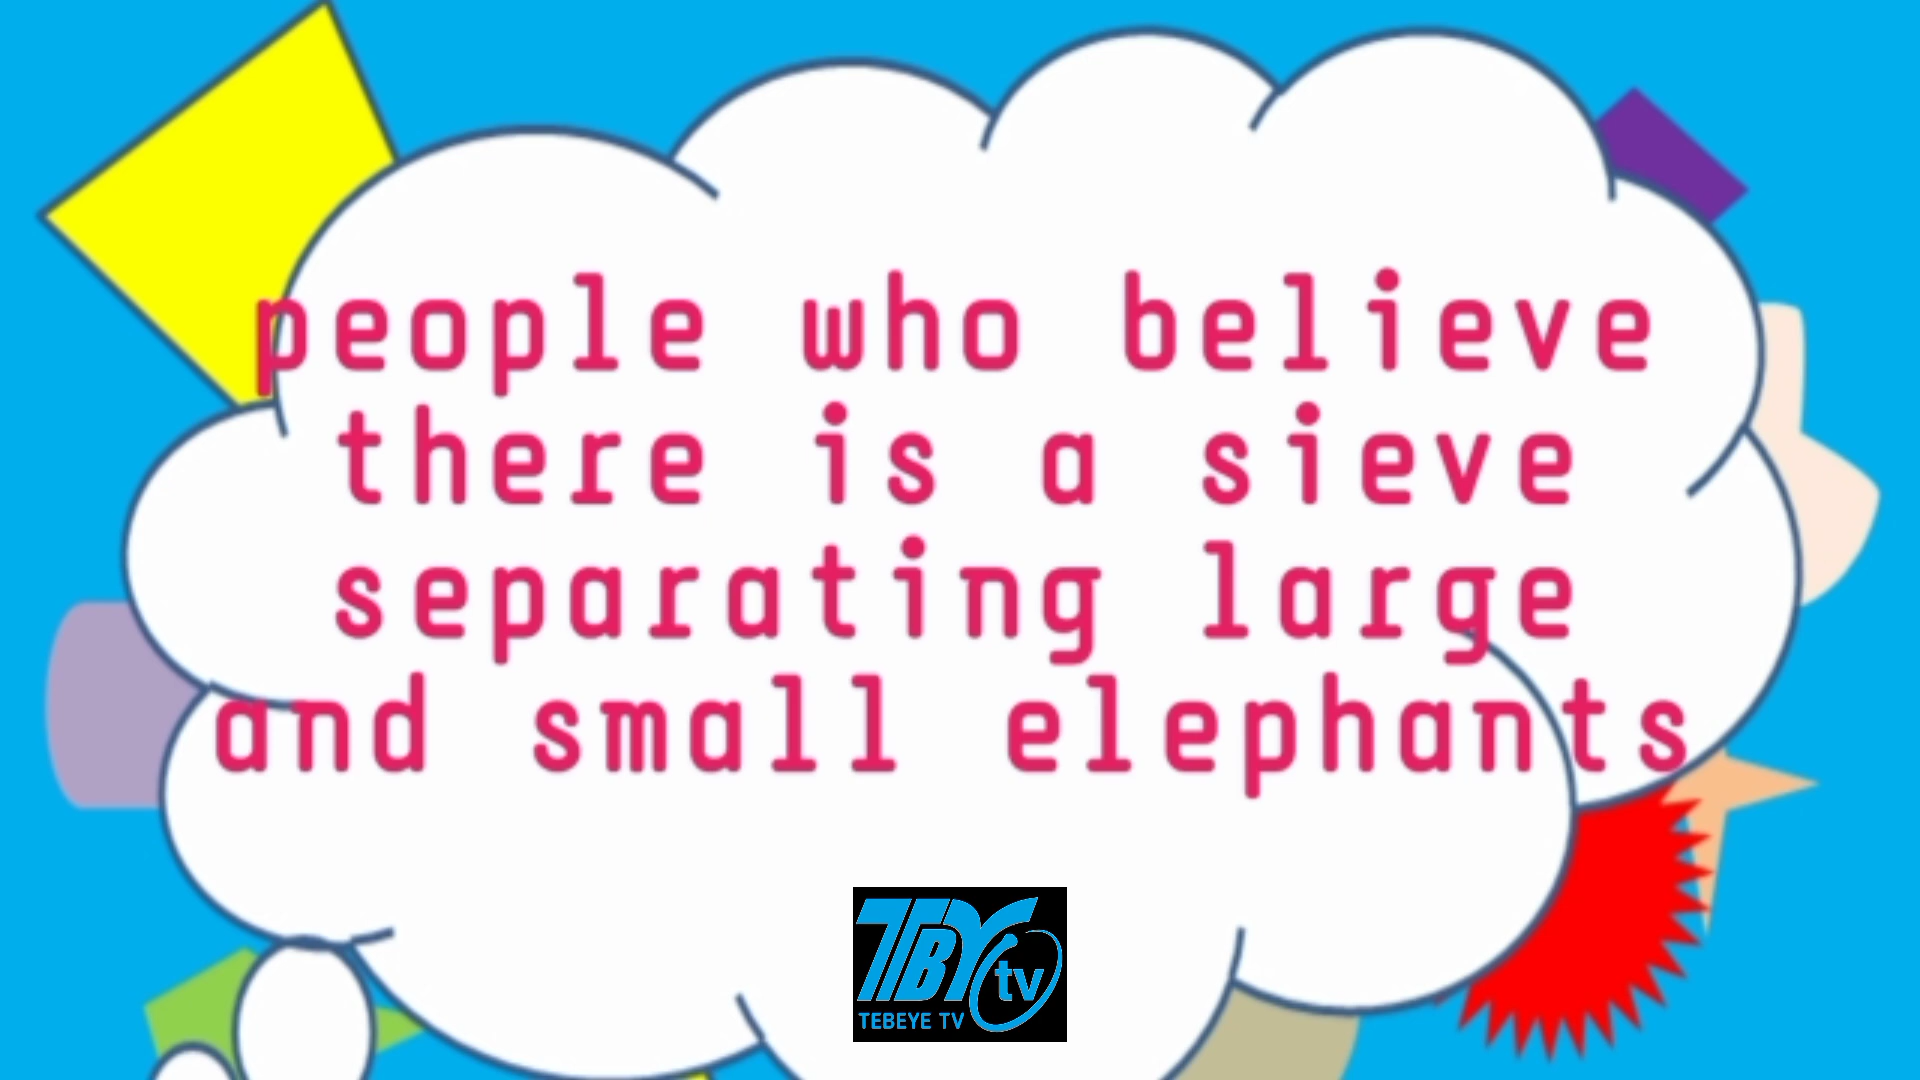 people who believe
there is a sieve
separating large
and small elephants
TBY tv
TEBEYE TV